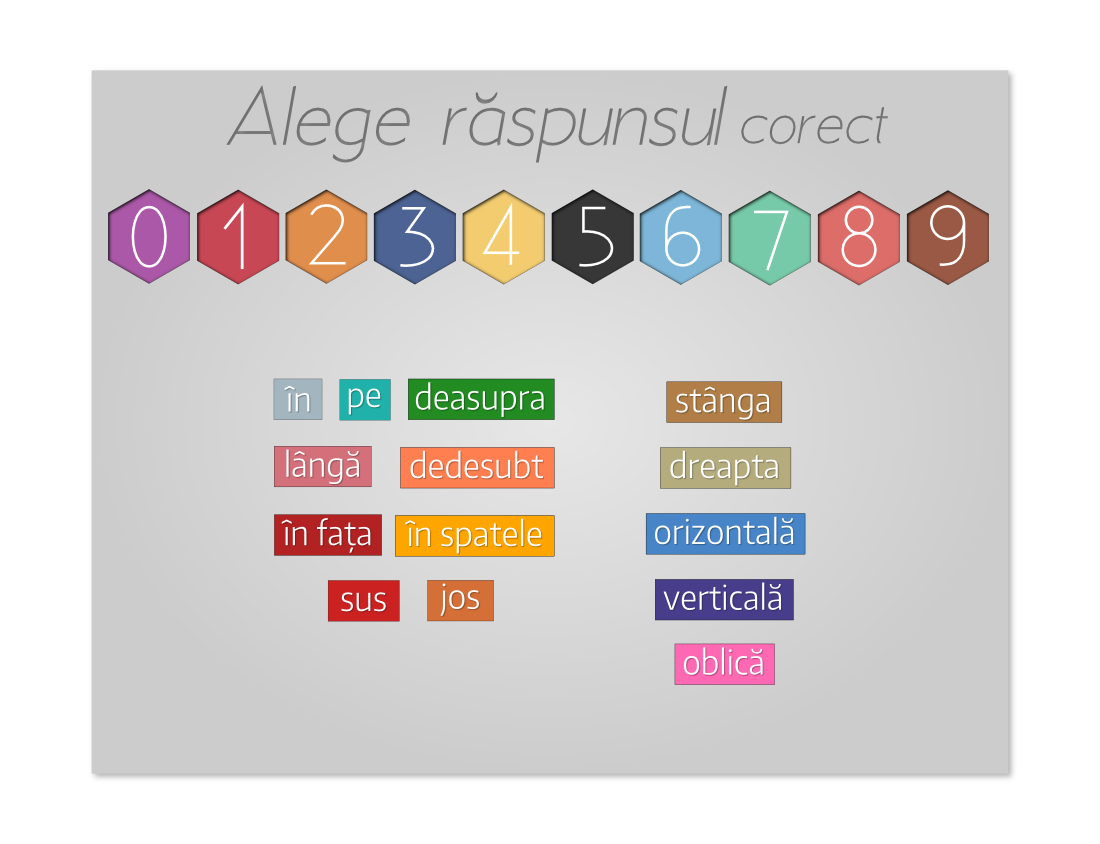 Alege răspunsul corect
0 1 2 3 4 5 6 7 8 9
în pe deasupra
lângă dedesubt
în fața în spatele
sus jos
stânga
dreapta
orizontală
verticală
oblică